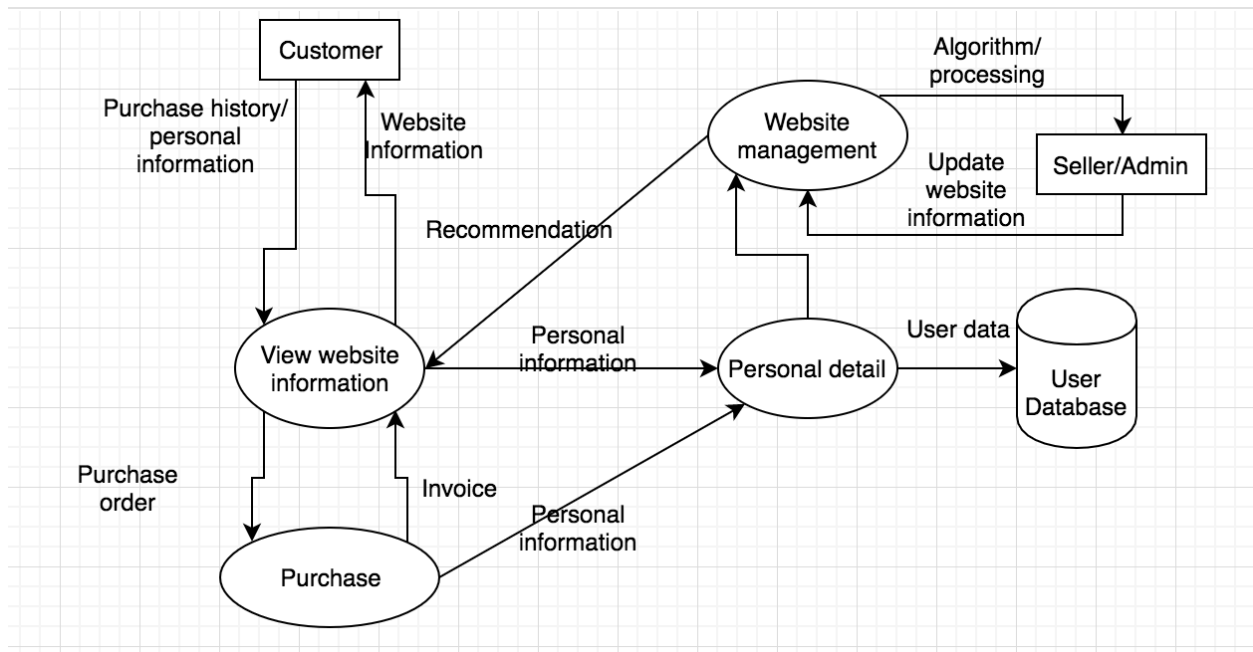 Customer
Algorithm/
processing
Purchase history/
personal
information
Website
Information
Website
management
Seller/Admin
Update
website
information
Recommendation
View website
information
Personal
information
Personal detail
User data
User
Database
Purchase
order
Invoice
Personal
information
Purchase